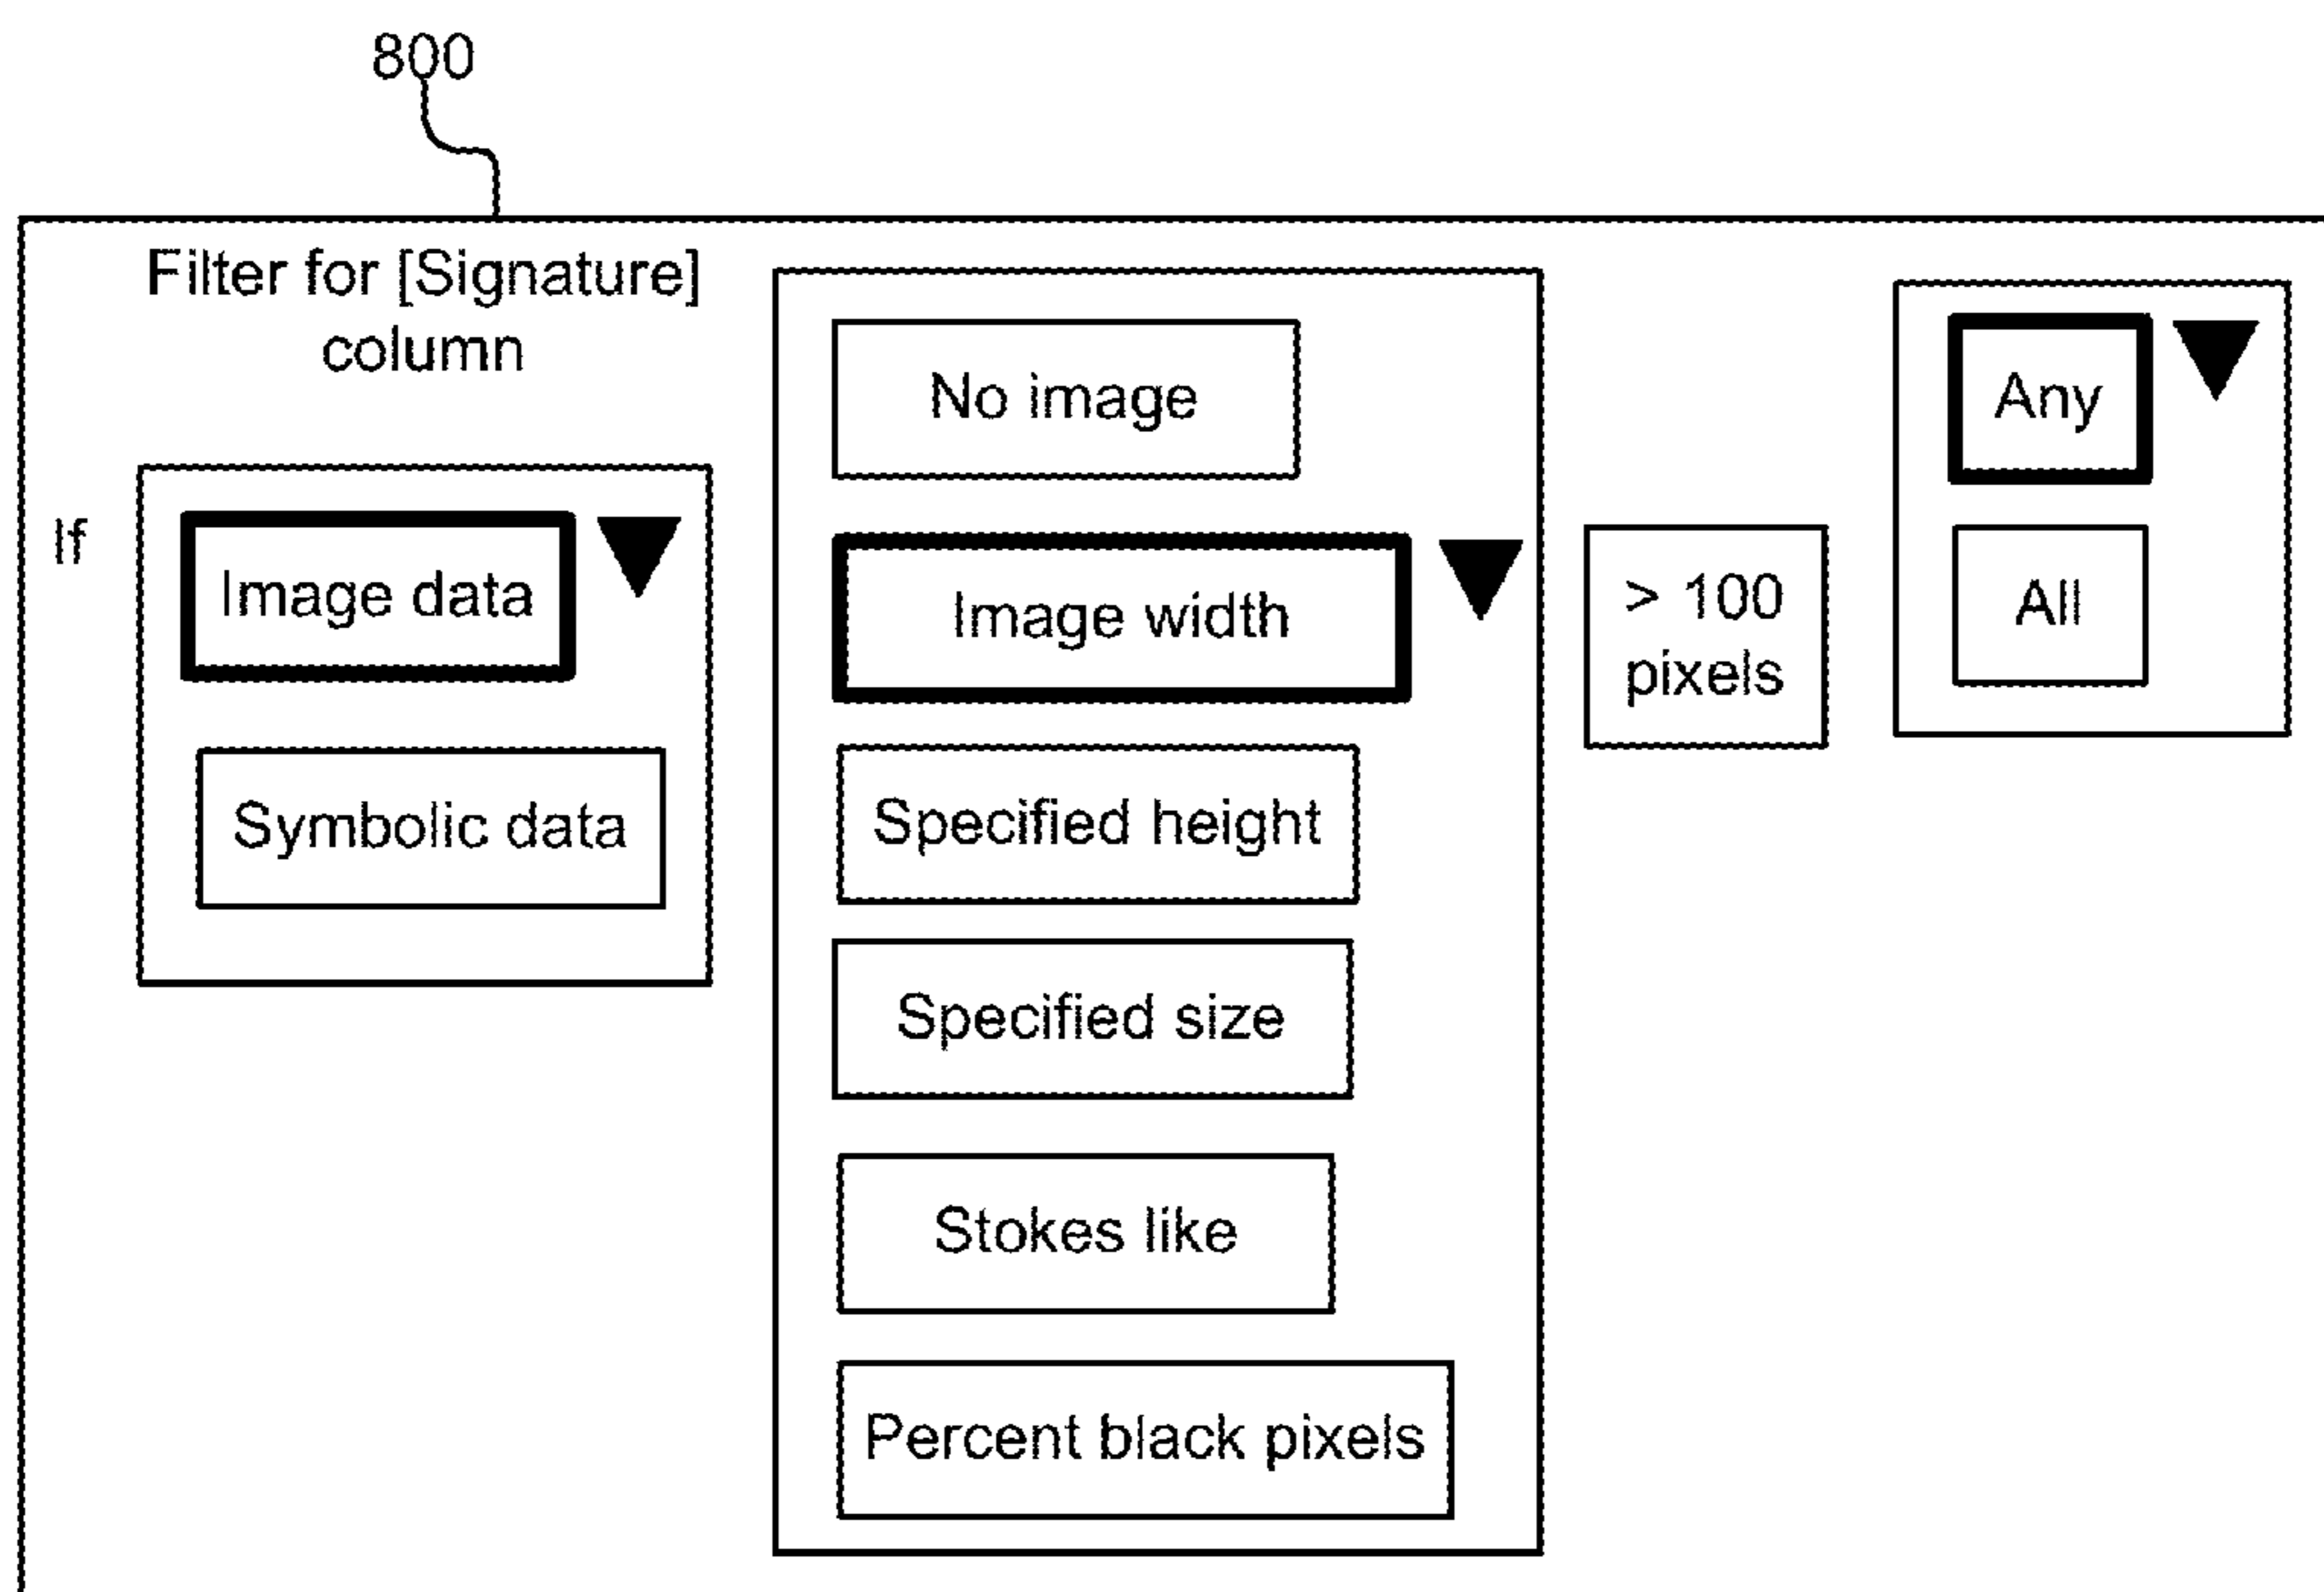 800
Filter for [Signature]
column
If
Image data
Symbolic data
No image
Image width
Specified height
Specified size
Stokes like
Percent black pixels
> 100
pixels
Any
All